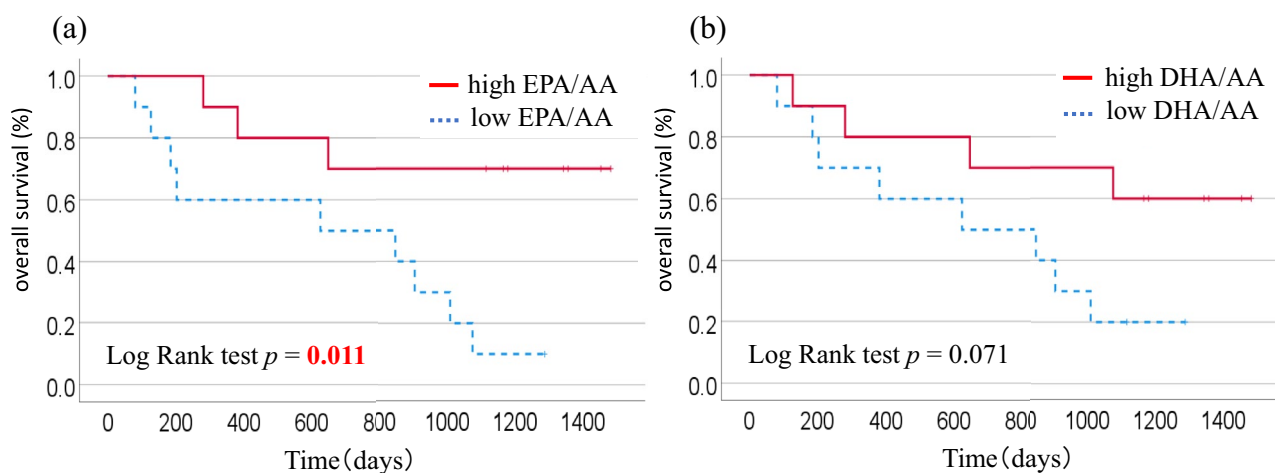 (a)
high EPA/AA
low EPA/AA
overall survival (%)
1.0
0.8
0.6
0.4
0.2
0.0
Log Rank test p = 0.011
0 200 400 600 800 1000 1200 1400
Time(days)
(b)
high DHA/AA
low DHA/AA
overall survival (%)
1.0
0.8
0.6
0.4
0.2
0.0
Log Rank test p = 0.071
0 200 400 600 800 1000 1200 1400
Time(days)